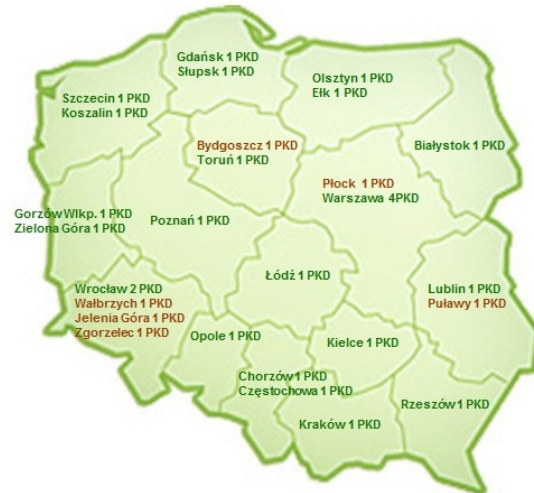 Gdańsk 1 PKD
Słupsk 1 PKD
Olsztyn 1 PKD
Ełk 1 PKD
Szczecin 1 PKD
Koszalin 1 PKD
Bydgoszcz 1 PKD
Toruń 1 PKD
Białystok 1 PKD
Płock 1 PKD
Warszawa 4PKD
Gorzów Wlkp. 1 PKD
Zielona Góra 1 PKD
Poznań 1 PKD
Łódź 1 PKD
Wrocław 2 PKD
Wałbrzych 1 PKD
Jelenia Góra 1 PKD
Zgorzelec 1 PKD
Lublin 1 PKD
Puławy 1 PKD
Opole 1 PKD
Kielce 1 PKD
Chorzów 1 PKD
Częstochowa 1 PKD
Rzeszów 1 PKD
Kraków 1 PKD